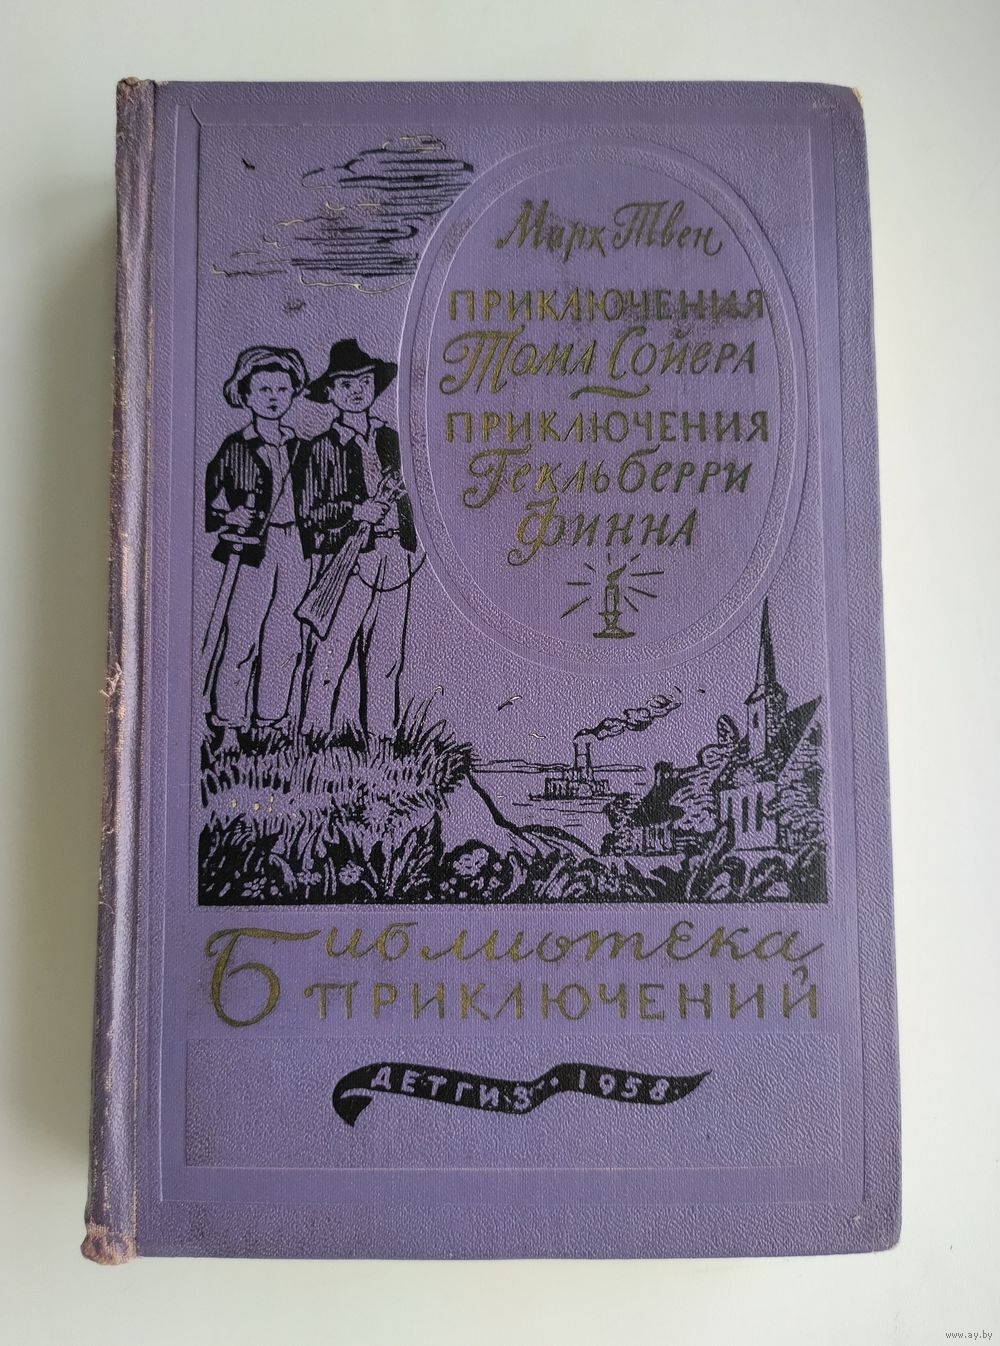 Марк Твен
ПРИКЛЮЧЕНИЯ
Тома Сойера
ПРИКЛЮЧЕНИЯ
Гекльберри
Финна
Библиотека
ПРИКЛЮЧЕНИЙ
ДЕТГИЗ • 1958
www.ay.by